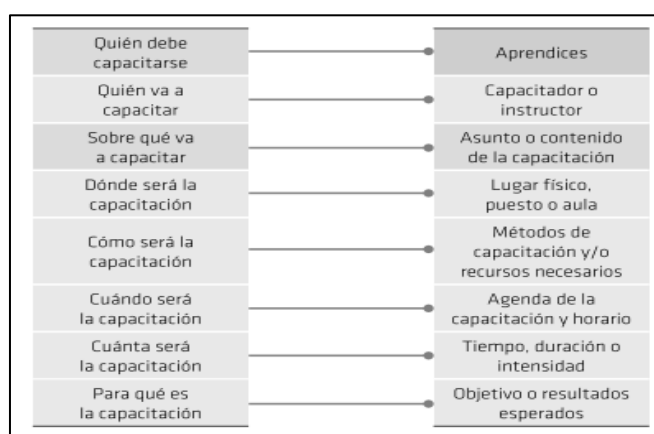 Quién debe
capacitarse
Aprendices
Quién va a
capacitar
Capacitador o
instructor
Sobre qué va
a capacitar
Asunto o contenido
de la capacitación
Dónde será la
capacitación
Lugar físico,
puesto o aula
Cómo será la
capacitación
Métodos de
capacitación y/o
recursos necesarios
Cuándo será
la capacitación
Agenda de la
capacitación y horario
Cuánta será
la capacitación
Tiempo, duración o
intensidad
Para qué es
la capacitación
Objetivo o resultados
esperados